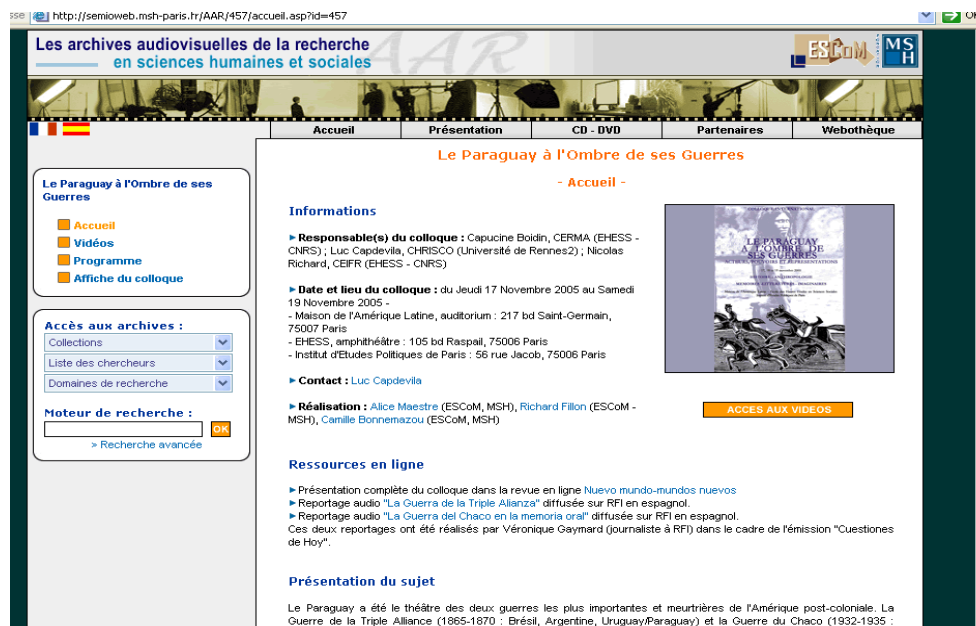 sse http://semioweb.msh-paris.fr/AAR/457/accueil.asp?id=457
Les archives audiovisuelles de la recherche
en sciences humaines et sociales
AAR
ESCoM
MSH
Accueil
Présentation
CD - DVD
Partenaires
Webothèque
Le Paraguay à l'Ombre de ses
Guerres
Accueil
Vidéos
Programme
Affiche du colloque
Accès aux archives :
Collections
Liste des chercheurs
Domaines de recherche
Moteur de recherche :
OK
» Recherche avancée
Le Paraguay à l'Ombre de ses Guerres
- Accueil -
Informations
►Responsable(s) du colloque : Capucine Boidin, CERMA (EHESS -
CNRS) ; Luc Capdevila, CHRISCO (Université de Rennes2) ; Nicolas
Richard, CEIFR (EHESS - CNRS)
►Date et lieu du colloque : du Jeudi 17 Novembre 2005 au Samedi
19 Novembre 2005 -
- Maison de l'Amérique Latine, auditorium : 217 bd Saint-Germain,
75007 Paris
- EHESS, amphithéâtre : 105 bd Raspail, 75006 Paris
- Institut d'Etudes Politiques de Paris : 56 rue Jacob, 75006 Paris
►Contact : Luc Capdevila
►Réalisation : Alice Maestre (ESCoM, MSH), Richard Fillon (ESCoM -
MSH), Camille Bonnemazou (ESCoM, MSH)
LE PARAGUAY
A L'OMBRE DE
SES GUERRES
ACTEURS, POUVOIRS ET REPRESENTATIONS
ACCES AUX VIDEOS
Ressources en ligne
►Présentation complète du colloque dans la revue en ligne Nuevo mundo-mundos nuevos
►Reportage audio "La Guerra de la Triple Alianza" diffusée sur RFI en espagnol.
►Reportage audio "La Guerra del Chaco en la memoria oral" diffusée sur RFI en espagnol.
Ces deux reportages ont été réalisés par Véronique Gaymard (journaliste à RFI) dans le cadre de l'émission "Cuestiones
de Hoy".
Présentation du sujet
Le Paraguay a été le théâtre des deux guerres les plus importantes et meurtrières de l'Amérique post-coloniale. La
Guerre de la Triple Alliance (1865-1870 : Brésil, Argentine, Uruguay/Paraguay) et la Guerre du Chaco (1932-1935 :